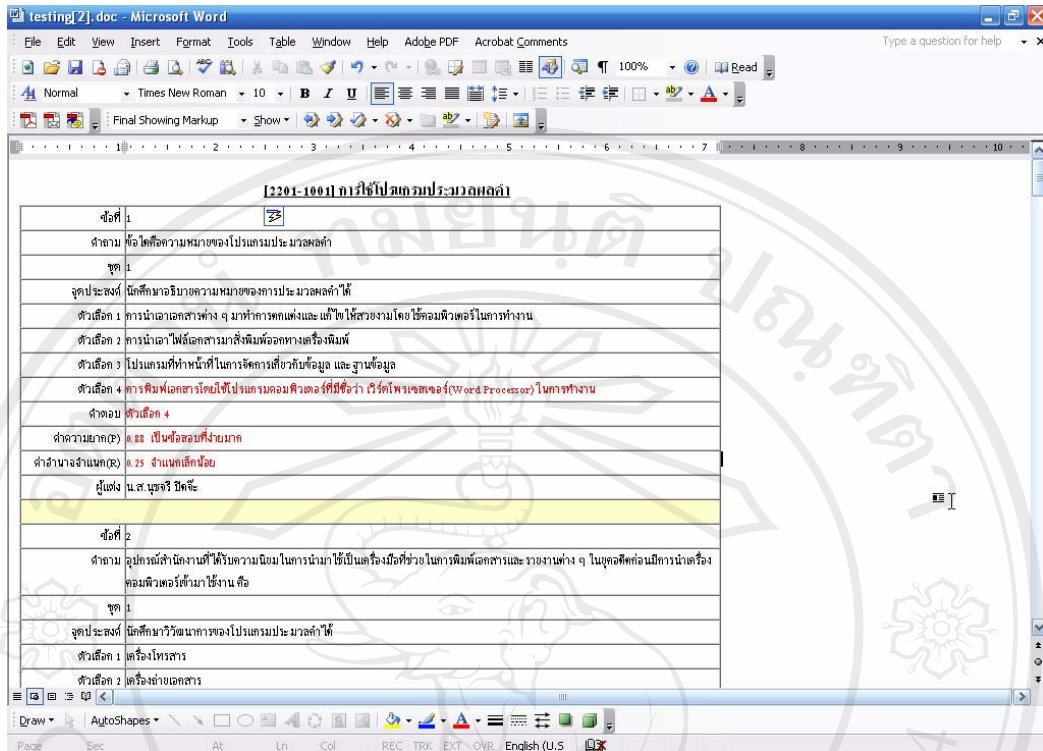 testing[2].doc - Microsoft Word
File Edit View Insert Format Tools Table Window Help Adobe PDF Acrobat Comments Type a question for help
100% Read
Normal Times New Roman 10 B I U
Final Showing Markup Show
1 2 3 4 5 6 7 8 9 10
[2201-1001] การใช้โปรแกรมประมวลผลคำ
ข้อที่ 1
คำถาม ข้อใดคือความหมายของโปรแกรมประมวลผลคำ
ชุด 1
จุดประสงค์ นักศึกษาอธิบายความหมายของการประมวลผลคำได้
ตัวเลือก 1 การนำเอาเอกสารต่าง ๆ มาทำการตกแต่งและแก้ไขให้สวยงามโดยใช้คอมพิวเตอร์ในการทำงาน
ตัวเลือก 2 การนำเอาไฟล์เอกสารมาสั่งพิมพ์ออกทางเครื่องพิมพ์
ตัวเลือก 3 โปรแกรมที่ทำหน้าที่ในการจัดการเกี่ยวกับข้อมูล และฐานข้อมูล
ตัวเลือก 4 การพิมพ์เอกสารโดยใช้โปรแกรมคอมพิวเตอร์ที่มีชื่อว่า เวิร์ดโพรเซสเซอร์(Word Processor) ในการทำงาน
คำตอบ ตัวเลือก 4
ค่าความยาก(P) 0.88 เป็นข้อสอบที่ง่ายมาก
ค่าอำนาจจำแนก(R) 0.25 จำแนกเล็กน้อย
ผู้แต่ง น.ส.นุชจรี
ข้อที่ 2
คำถาม อุปกรณ์สำนักงานที่ได้รับความนิยมในการนำมาใช้เป็นเครื่องมือที่ช่วยในการพิมพ์เอกสารและรายงานต่าง ๆ ในยุคอดีตก่อนมีการนำเครื่อง
คอมพิวเตอร์เข้ามาใช้งาน คือ
ชุด 1
จุดประสงค์ นักศึกษาวิวัฒนาการของโปรแกรมประมวลคำได้
ตัวเลือก 1 เครื่องโทรสาร
ตัวเลือก 2 เครื่องถ่ายเอกสาร
Draw AutoShapes
Page Sec At Ln Col REC TRK EXT OVR English (U.S